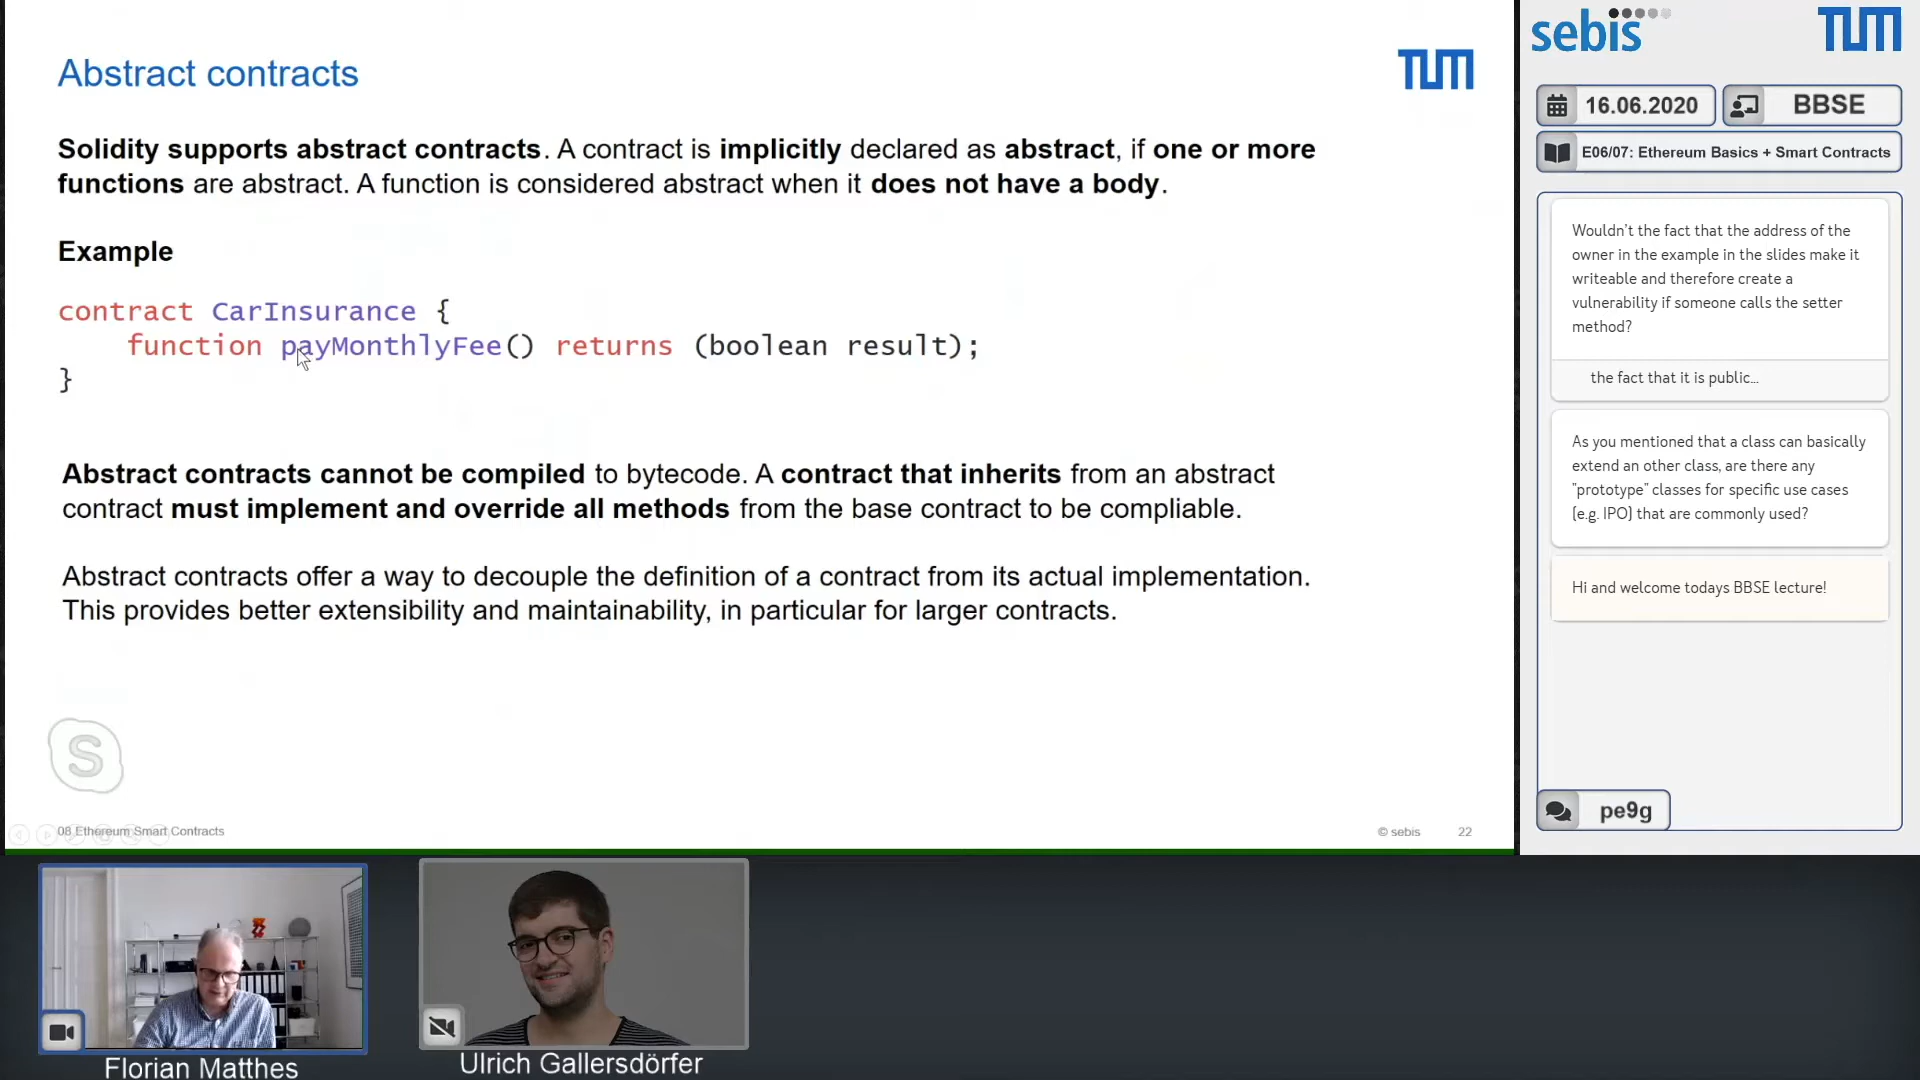 Abstract contracts
TUM
Solidity supports abstract contracts. A contract is implicitly declared as abstract, if one or more
functions are abstract. A function is considered abstract when it does not have a body.
Example
contract CarInsurance {
function payMonthlyFee() returns (boolean result);
}
Abstract contracts cannot be compiled to bytecode. A contract that inherits from an abstract
contract must implement and override all methods from the base contract to be compliable.
Abstract contracts offer a way to decouple the definition of a contract from its actual implementation.
This provides better extensibility and maintainability, in particular for larger contracts.
S
08 Ethereum Smart Contracts
© sebis 22
sebis
TUM
16.06.2020
BBSE
E06/07: Ethereum Basics + Smart Contracts
Wouldn't the fact that the address of the
owner in the example in the slides make it
writeable and therefore create a
vulnerability if someone calls the setter
method?
the fact that it is public...
As you mentioned that a class can basically
extend an other class, are there any
"prototype" classes for specific use cases
(e.g. IPO) that are commonly used?
Hi and welcome todays BBSE lecture!
pe9g
Florian Matthes
Ulrich Gallersdörfer